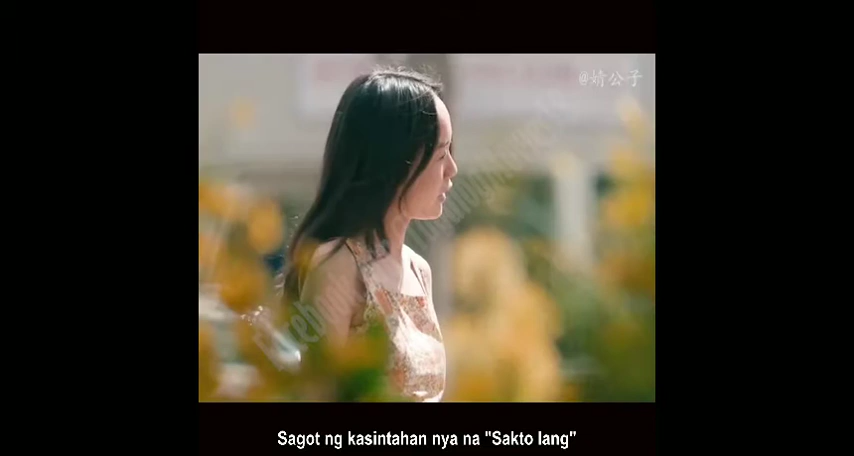 @婧公子
Sagot ng kasintahan nya na "Sakto lang"